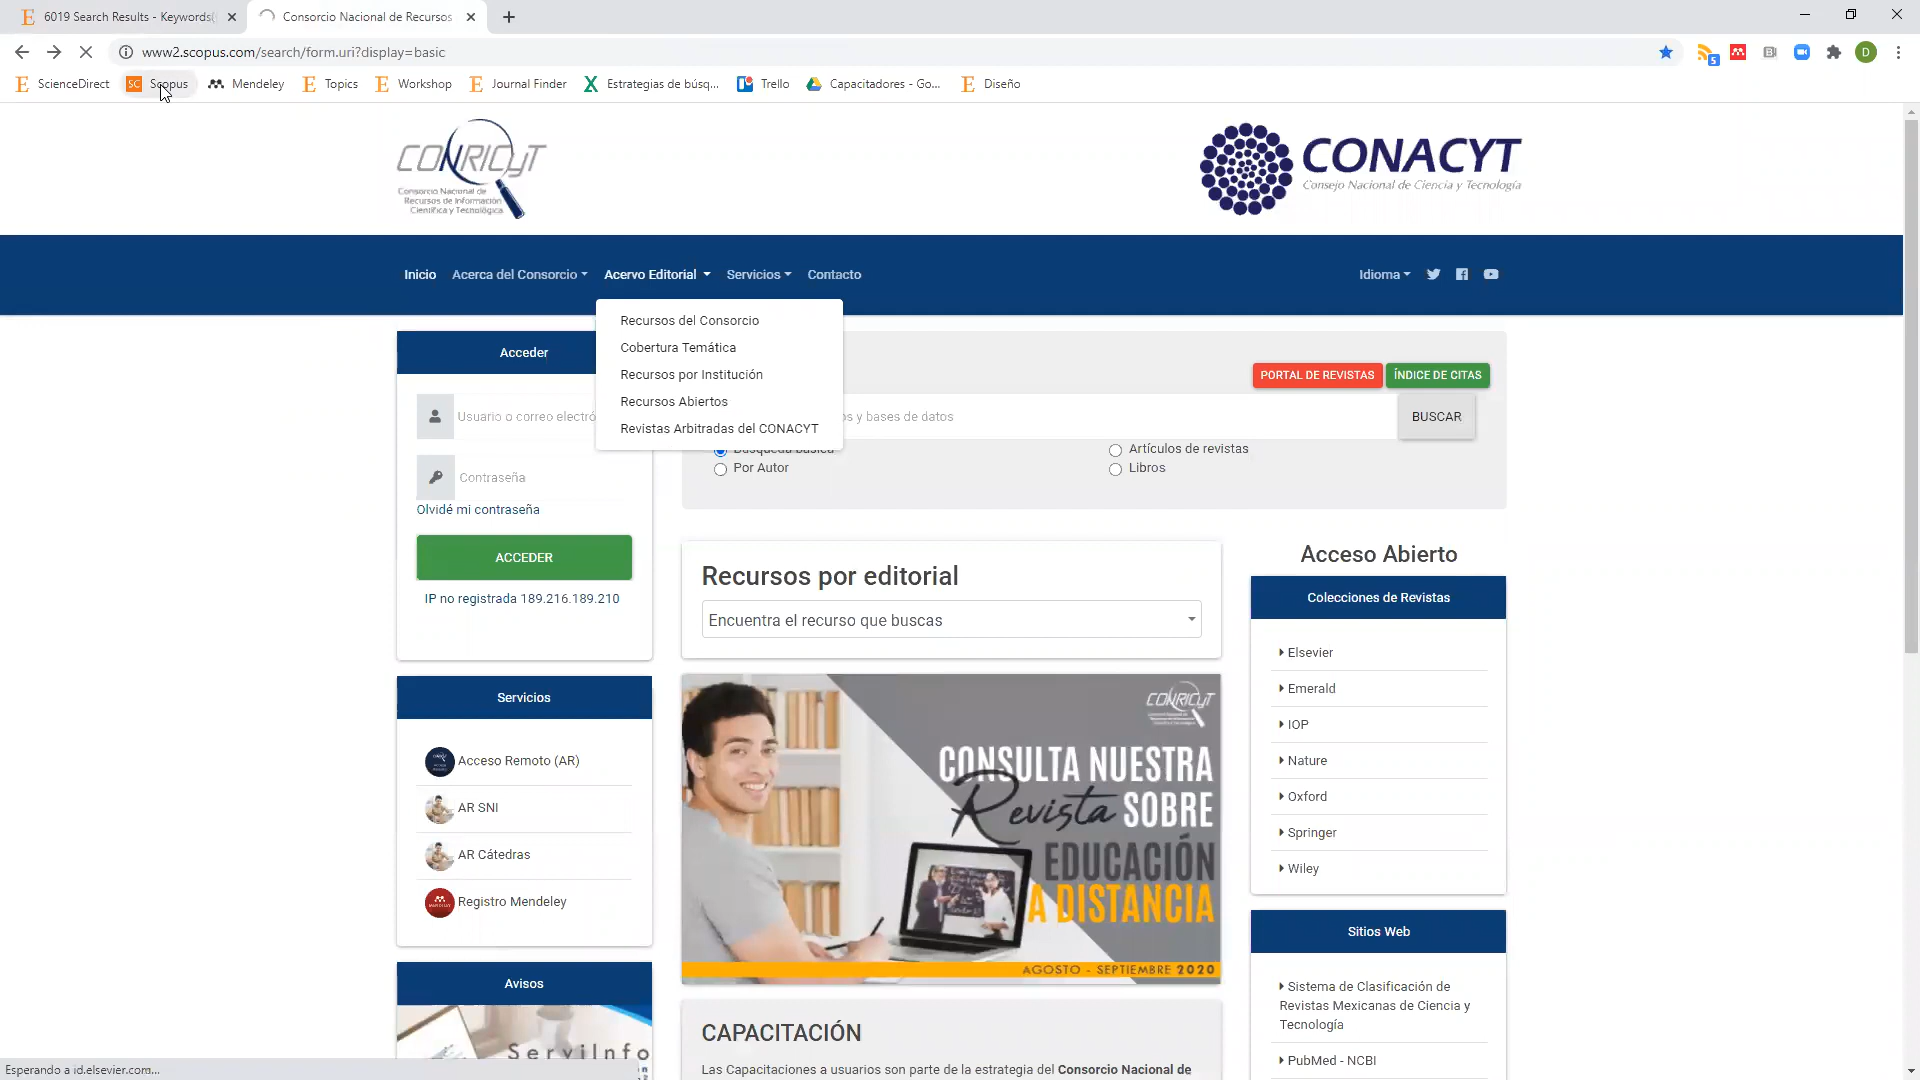 6019 Search Results - Keywords(
Consorcio Nacional de Recursos
www2.scopus.com/search/form.uri?display=basic
5
D
ScienceDirect
SC
Scopus
Mendeley
Topics
Workshop
Journal Finder
Estrategias de búsq...
Trello
Capacitadores - Go...
Diseño
CONRICyT
Consorcio Nacional de
Recursos de Información
Científica y Tecnológica
CONACYT
Consejo Nacional de Ciencia y Tecnología
Inicio
Acerca del Consorcio
Acervo Editorial
Servicios
Contacto
Idioma
Recursos del Consorcio
Cobertura Temática
Recursos por Institución
Recursos Abiertos
Revistas Arbitradas del CONACYT
Acceder
Usuario o correo electró
Contraseña
Olvidé mi contraseña
ACCEDER
IP no registrada 189.216.189.210
PORTAL DE REVISTAS
ÍNDICE DE CITAS
os y bases de datos
BUSCAR
Búsqueda básica
Artículos de revistas
Por Autor
Libros
Servicios
Acceso Remoto (AR)
AR SNI
AR Cátedras
Registro Mendeley
Avisos
ServiInfo
Recursos por editorial
Encuentra el recurso que buscas
CONRICyT
CONSULTA NUESTRA
Revista SOBRE
EDUCACIÓN
A DISTANCIA
AGOSTO - SEPTIEMBRE 2020
CAPACITACIÓN
Las Capacitaciones a usuarios son parte de la estrategia del Consorcio Nacional de
Acceso Abierto
Colecciones de Revistas
Elsevier
Emerald
IOP
Nature
Oxford
Springer
Wiley
Sitios Web
Sistema de Clasificación de
Revistas Mexicanas de Ciencia y
Tecnología
PubMed - NCBI
Esperando a id.elsevier.com...